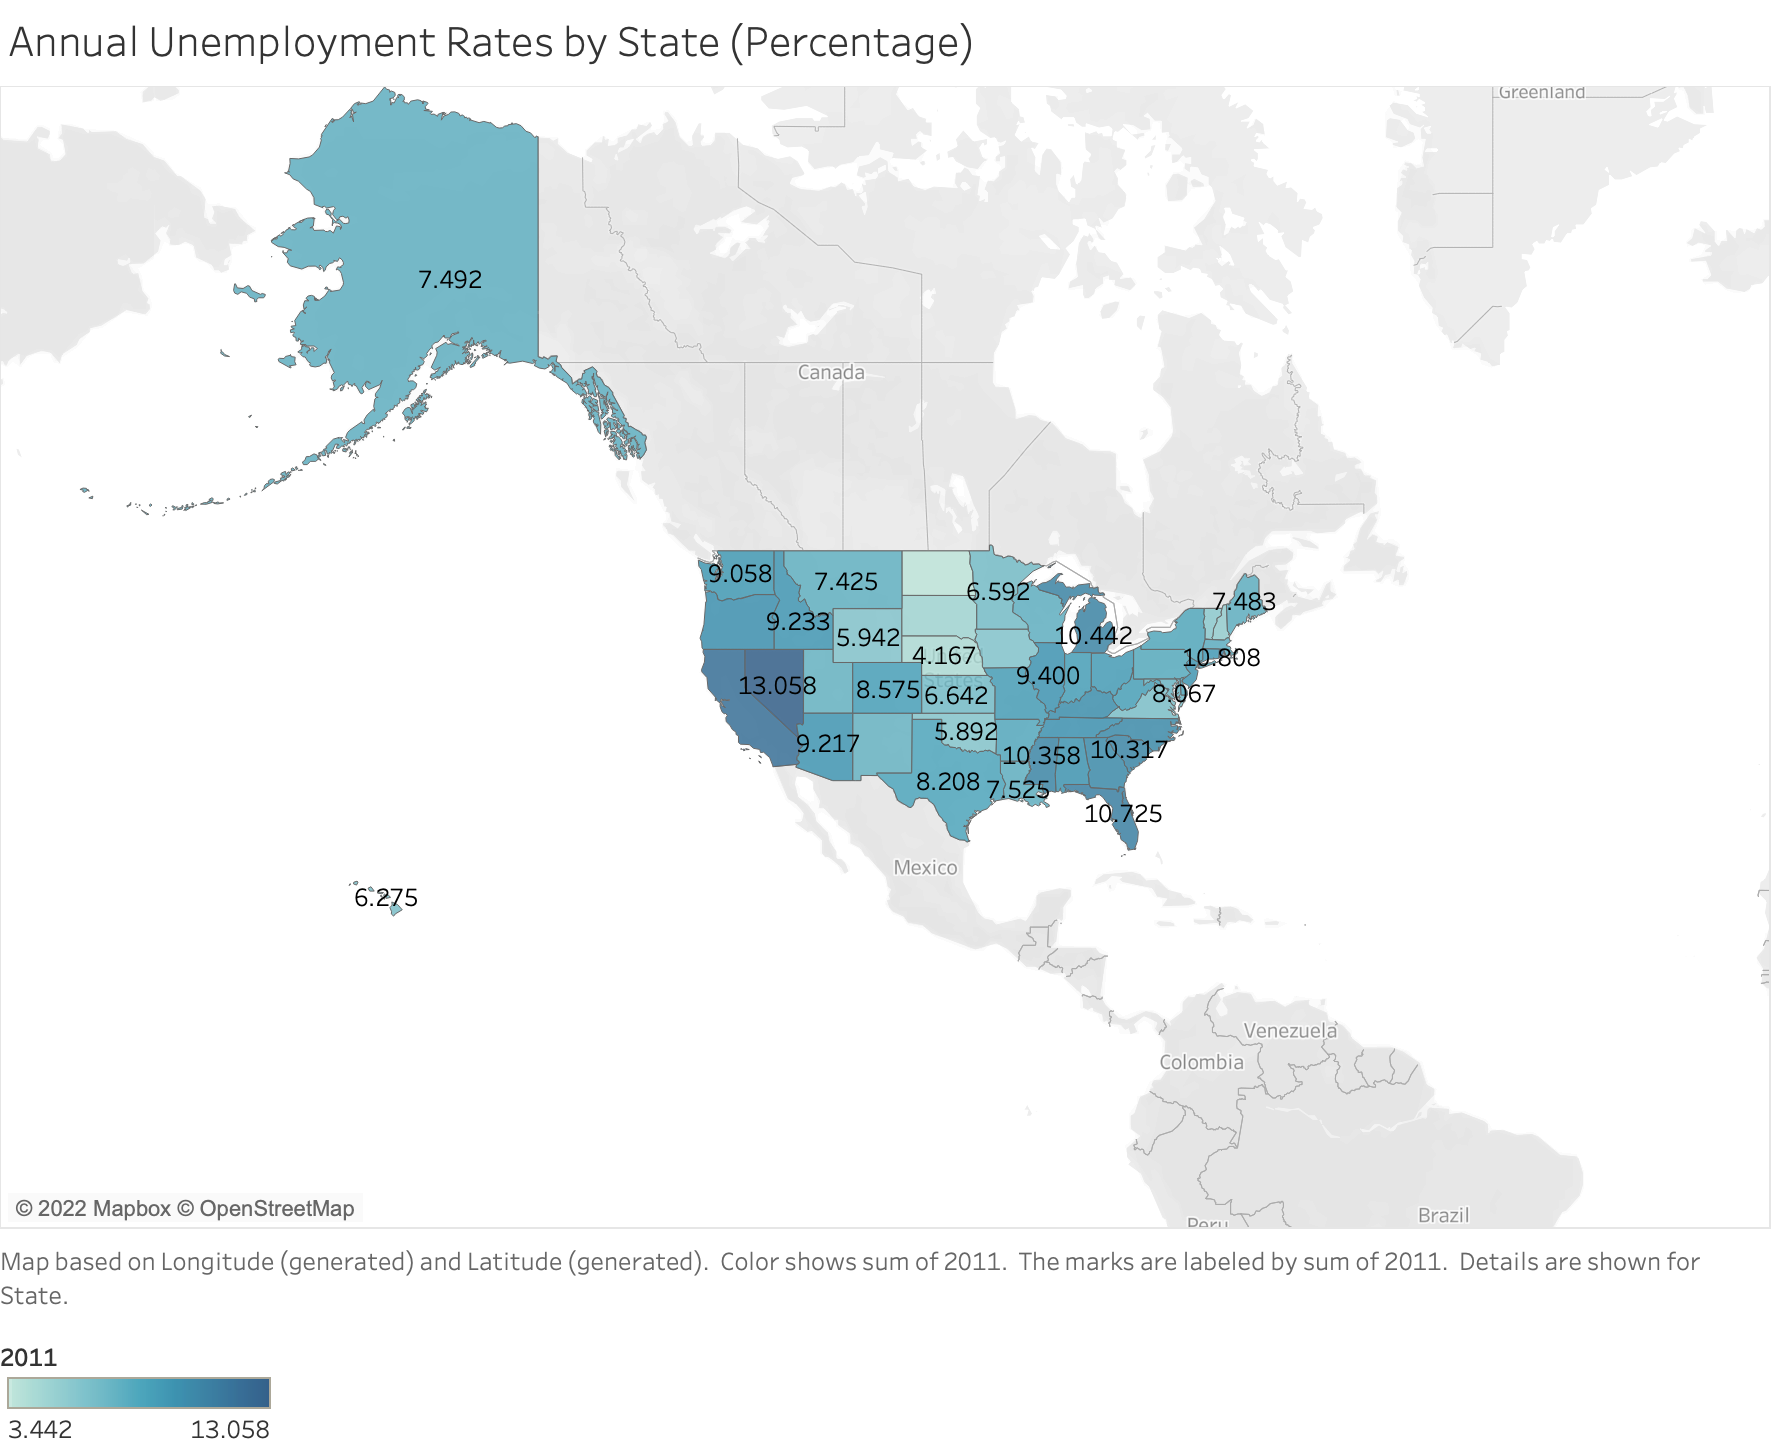 Annual Unemployment Rates by State (Percentage)
Greenland
7.492
Canada
9.058
7.425
6.592
7.483
9.233
5.942
10.442
4.167
10.808
9.400
States
13.058
8.575
6.642
8.067
5.892
9.217
10.317
10.358
8.208
7.525
10.725
Mexico
6.275
Venezuela
Colombia
Brazil
Peru
© 2022 Mapbox © OpenStreetMap
Map based on Longitude (generated) and Latitude (generated).  Color shows sum of 2011.  The marks are labeled by sum of 2011.  Details are shown for
State.
2011
3.442 13.058